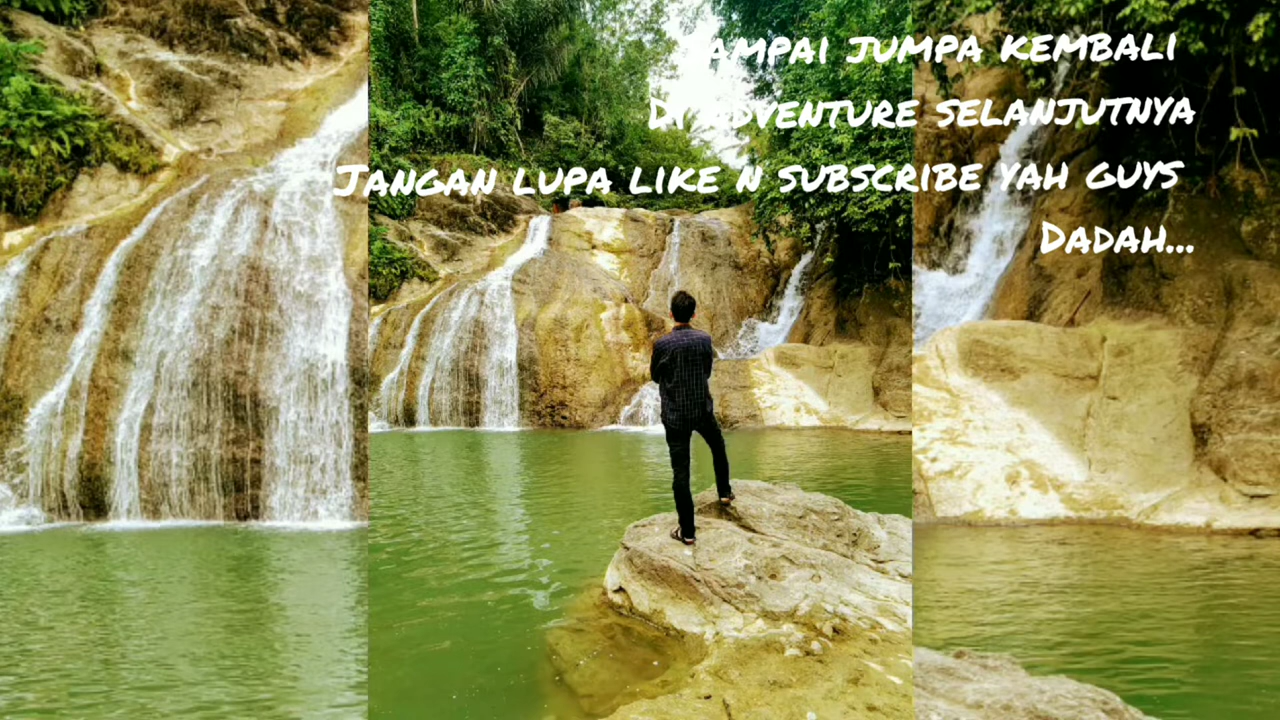 Sampai jumpa kembali
Di adventure selanjutnya
Jangan lupa like n subscribe yah guys
Dadah...